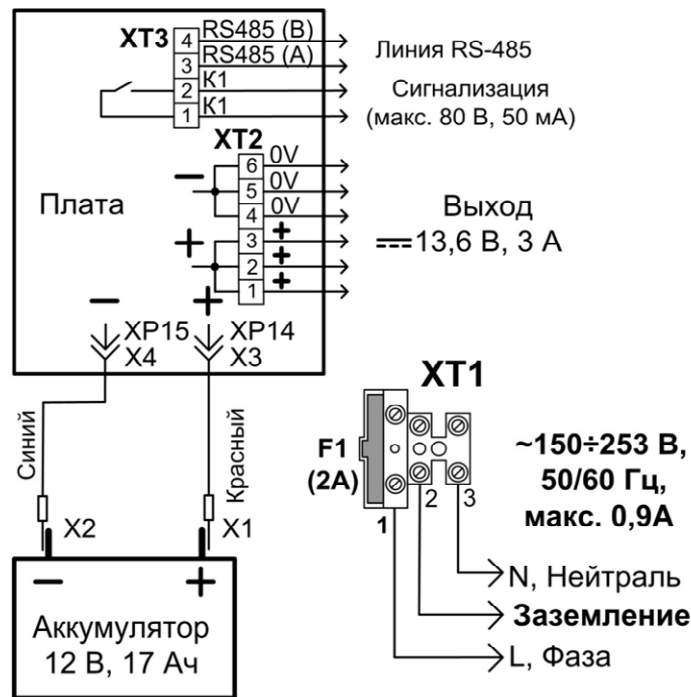 XT3
4 RS485 (B)
3 RS485 (A)
2 К1
1 К1
Линия RS-485
Сигнализация
(макс. 80 В, 50 мА)
XT2
6 0V
5 0V
4 0V
3 +
2 +
1 +
−
+
Плата
Выход
13,6 В, 3 А
− +
XP15 XP14
X4 X3
Синий
Красный
X2 X1
− +
Аккумулятор
12 В, 17 Ач
XT1
F1
(2A)
1 2 3
~150÷253 В,
50/60 Гц,
макс. 0,9А
N, Нейтраль
Заземление
L, Фаза